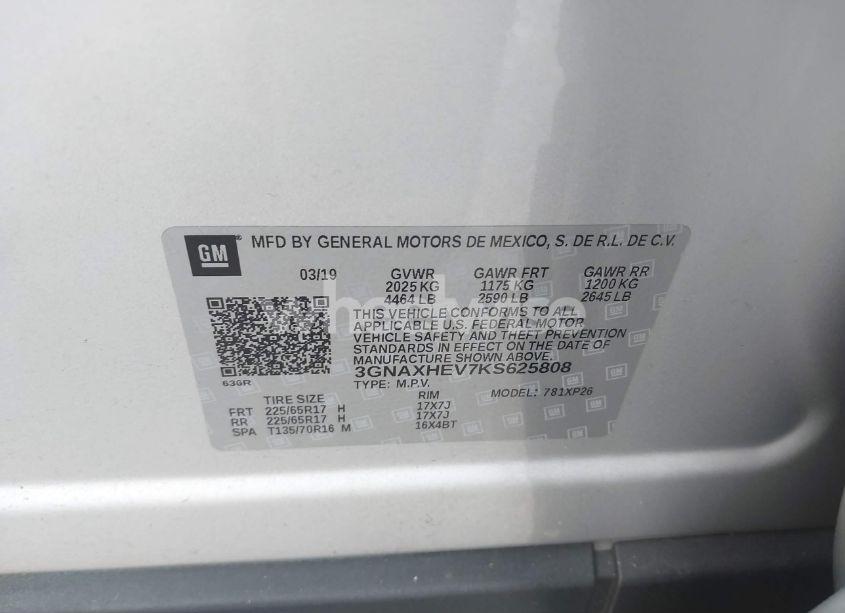 GM ® MFD BY GENERAL MOTORS DE MEXICO, S. DE R.L. DE C.V.
03/19 GVWR GAWR FRT GAWR RR
2025 KG 1175 KG 1200 KG
4464 LB 2590 LB 2645 LB
THIS VEHICLE CONFORMS TO ALL
APPLICABLE U.S. FEDERAL MOTOR
VEHICLE SAFETY AND THEFT PREVENTION
STANDARDS IN EFFECT ON THE DATE OF
MANUFACTURE SHOWN ABOVE.
3GNAXHEV7KS625808
63GR TYPE: M.P.V. MODEL: 781XP26
TIRE SIZE RIM
FRT 225/65R17 H 17X7J
RR 225/65R17 H 17X7J
SPA T135/70R16 M 16X4BT